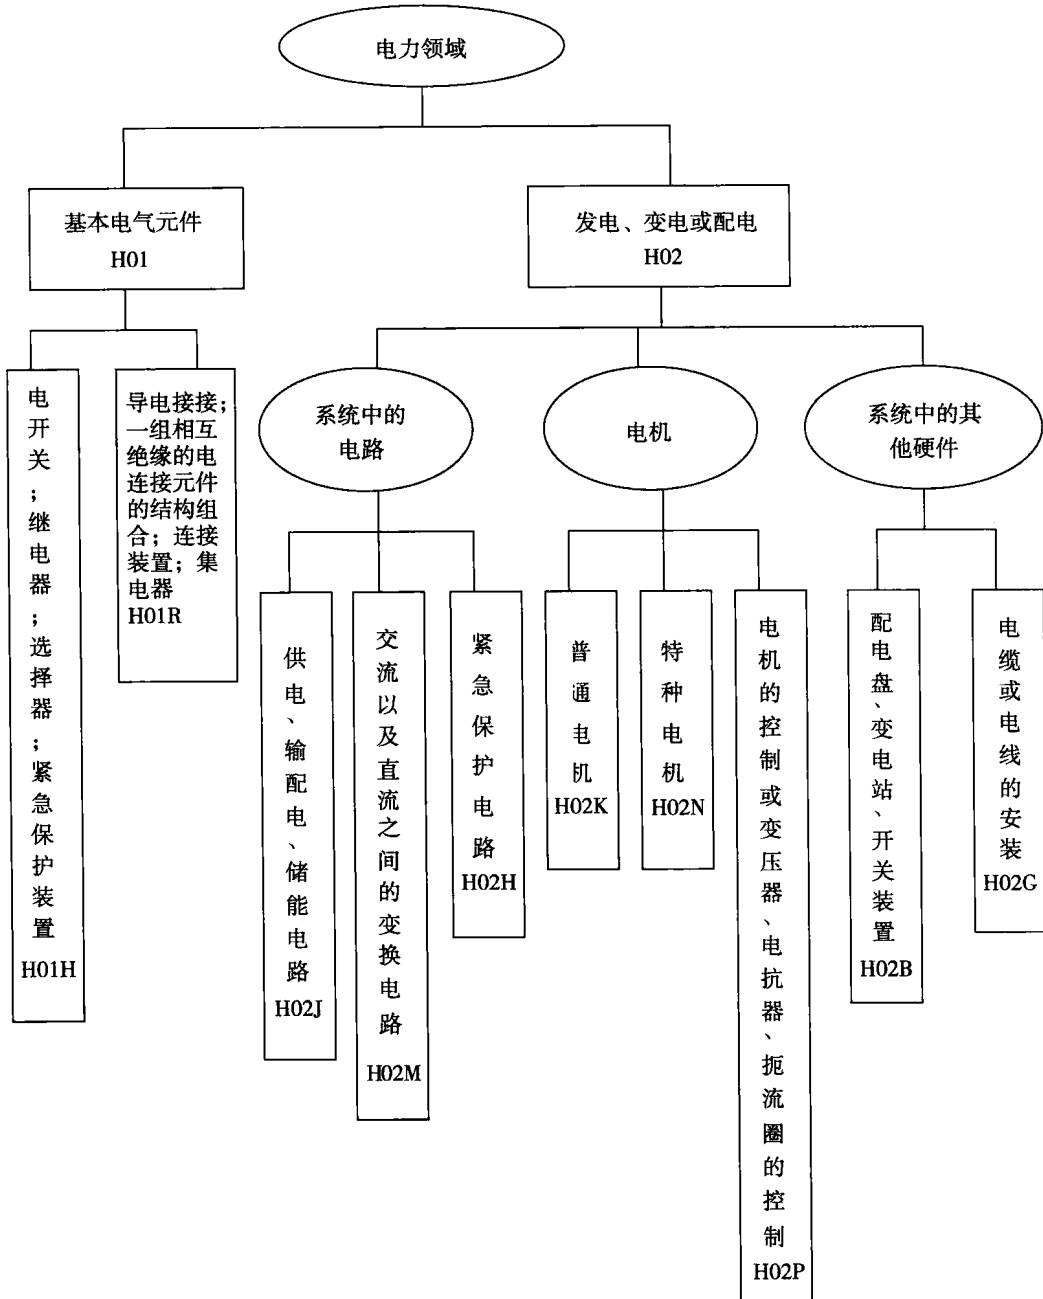 电力领域
基本电气元件
H01
发电、变电或配电
H02
电开关；继电器；选择器；紧急保护装置
H01H
导电接接；
一组相互
绝缘的电
连接元件
的结构组
合；连接
装置；集
电器
H01R
系统中的
电路
电机
系统中的其
他硬件
供电、输配电、储能电路
H02J
交流以及直流之间的变换电路
H02M
紧急保护电路
H02H
普通电机
H02K
特种电机
H02N
电机的控制或变压器、电抗器、扼流圈的控制
H02P
配电盘、变电站、开关装置
H02B
电缆或电线的安装
H02G